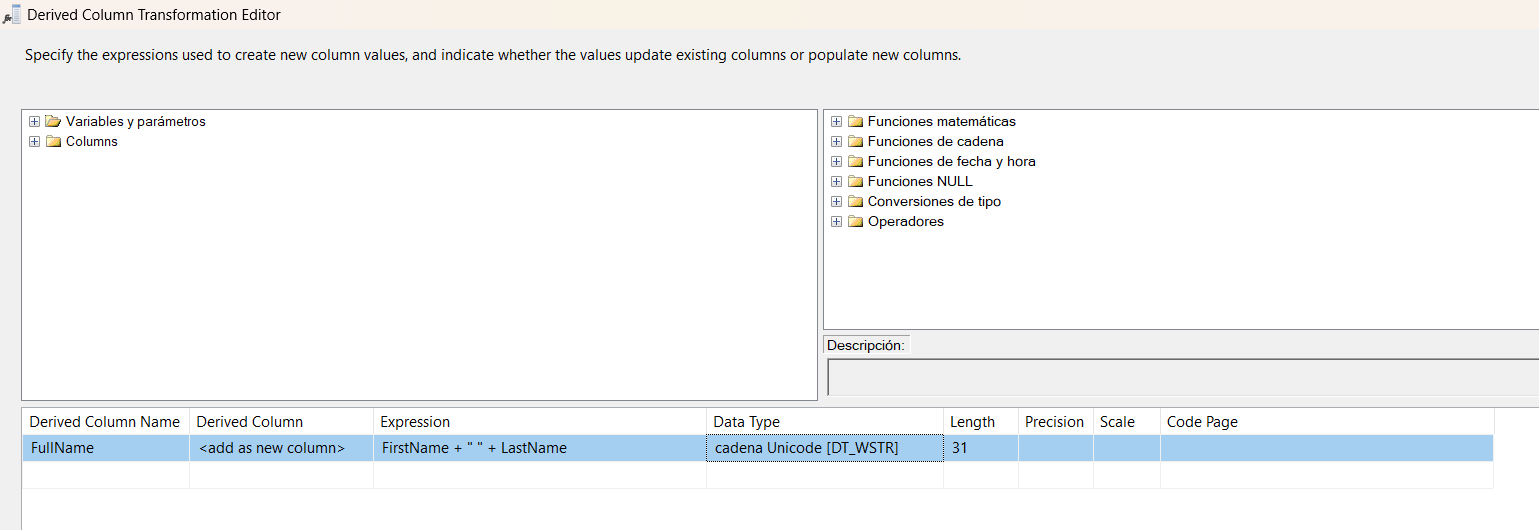 Derived Column Transformation Editor
Specify the expressions used to create new column values, and indicate whether the values update existing columns or populate new columns.
Variables y parámetros
Columns
Funciones matemáticas
Funciones de cadena
Funciones de fecha y hora
Funciones NULL
Conversiones de tipo
Operadores
Descripción:
Derived Column Name Derived Column Expression Data Type Length Precision Scale Code Page
FullName <add as new column> FirstName + " " + LastName cadena Unicode [DT_WSTR] 31